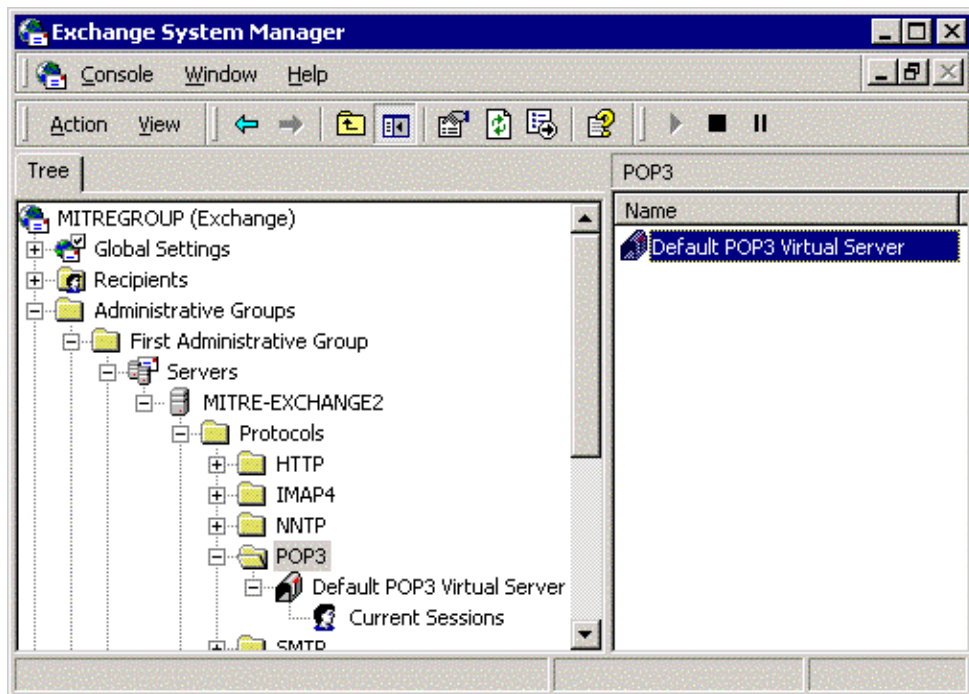 Exchange System Manager
Console Window Help
Action View
Tree
POP3
MITREGROUP (Exchange)
Name
Global Settings
Default POP3 Virtual Server
Recipients
Administrative Groups
First Administrative Group
Servers
MITRE-EXCHANGE2
Protocols
HTTP
IMAP4
NNTP
POP3
Default POP3 Virtual Server
Current Sessions
SMTP